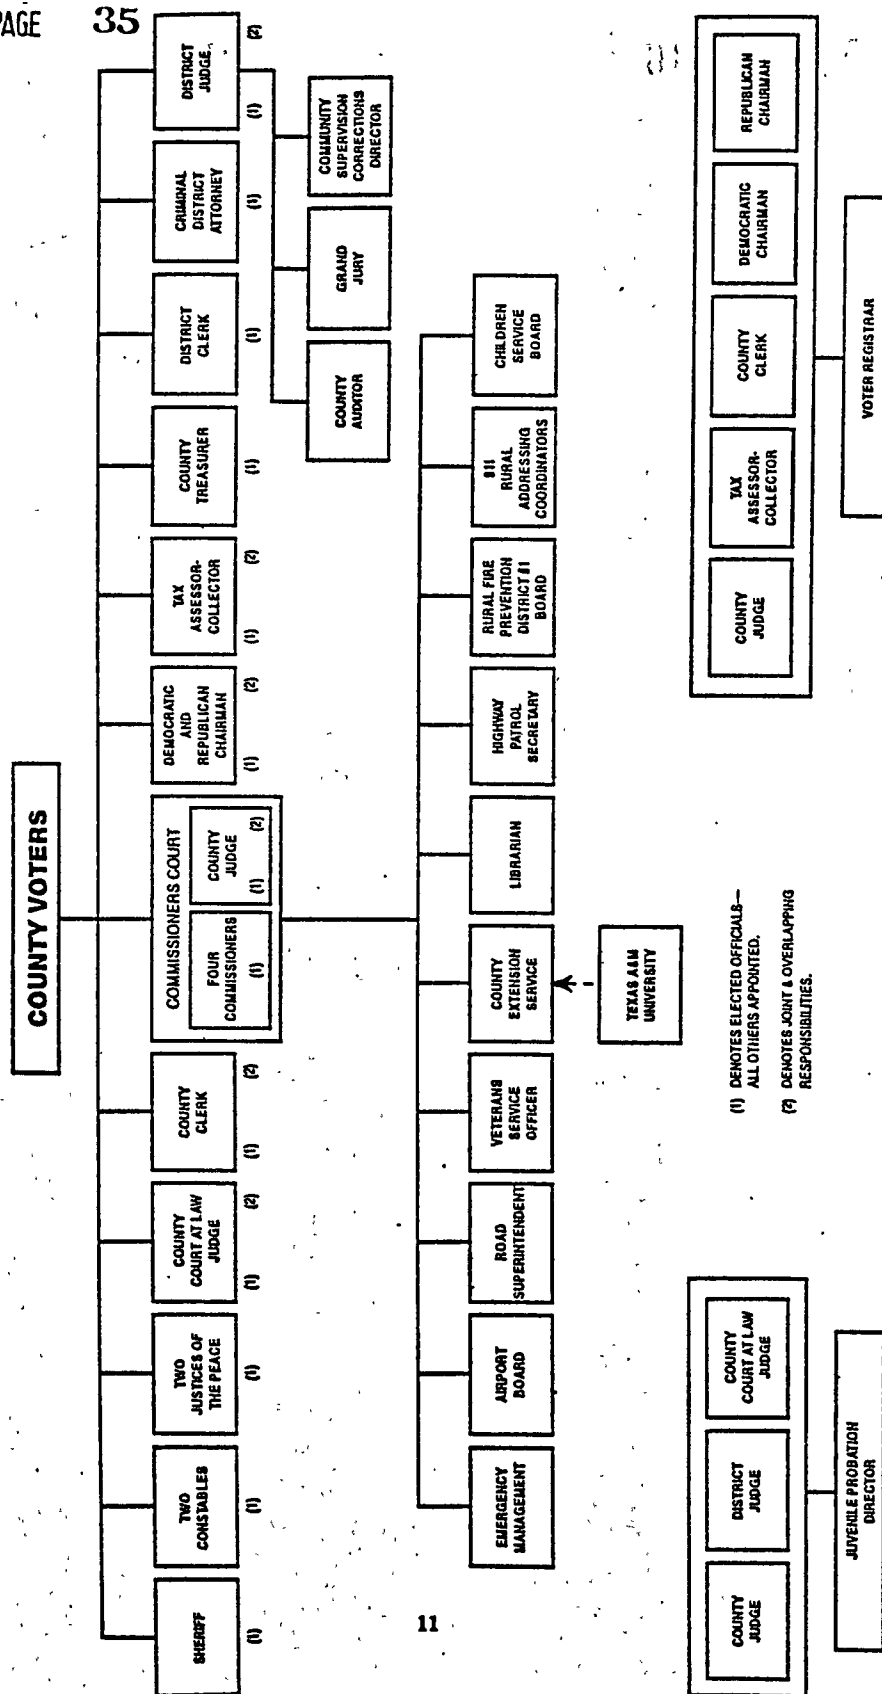 PAGE 35
COUNTY VOTERS
SHERIFF
(1)
TWO
CONSTABLES
(1)
TWO
JUSTICES OF
THE PEACE
(1)
COUNTY
COURT AT LAW
JUDGE
(1) (2)
COUNTY
CLERK
(1) (2)
COMMISSIONERS COURT
FOUR
COMMISSIONERS
(1)
COUNTY
JUDGE
(1) (2)
DEMOCRATIC
AND
REPUBLICAN
CHAIRMAN
(1) (2)
TAX
ASSESSOR-
COLLECTOR
(1) (2)
COUNTY
TREASURER
(1)
DISTRICT
CLERK
(1)
CRIMINAL
DISTRICT
ATTORNEY
(1)
DISTRICT
JUDGE
(1) (2)
COUNTY
AUDITOR
GRAND
JURY
COMMUNITY
SUPERVISION
CORRECTIONS
DIRECTOR
EMERGENCY
MANAGEMENT
AIRPORT
BOARD
ROAD
SUPERINTENDENT
VETERANS
SERVICE
OFFICER
COUNTY
EXTENSION
SERVICE
LIBRARIAN
HIGHWAY
PATROL
SECRETARY
RURAL FIRE
PREVENTION
DISTRICT #1
BOARD
911
RURAL
ADDRESSING
COORDINATORS
CHILDREN
SERVICE
BOARD
TEXAS A&M
UNIVERSITY
COUNTY
JUDGE
DISTRICT
JUDGE
COUNTY
COURT AT LAW
JUDGE
JUVENILE PROBATION
DIRECTOR
(1) DENOTES ELECTED OFFICIALS—
ALL OTHERS APPOINTED.
(2) DENOTES JOINT & OVERLAPPING
RESPONSIBILITIES.
COUNTY
JUDGE
TAX
ASSESSOR-
COLLECTOR
COUNTY
CLERK
DEMOCRATIC
CHAIRMAN
REPUBLICAN
CHAIRMAN
VOTER REGISTRAR
11